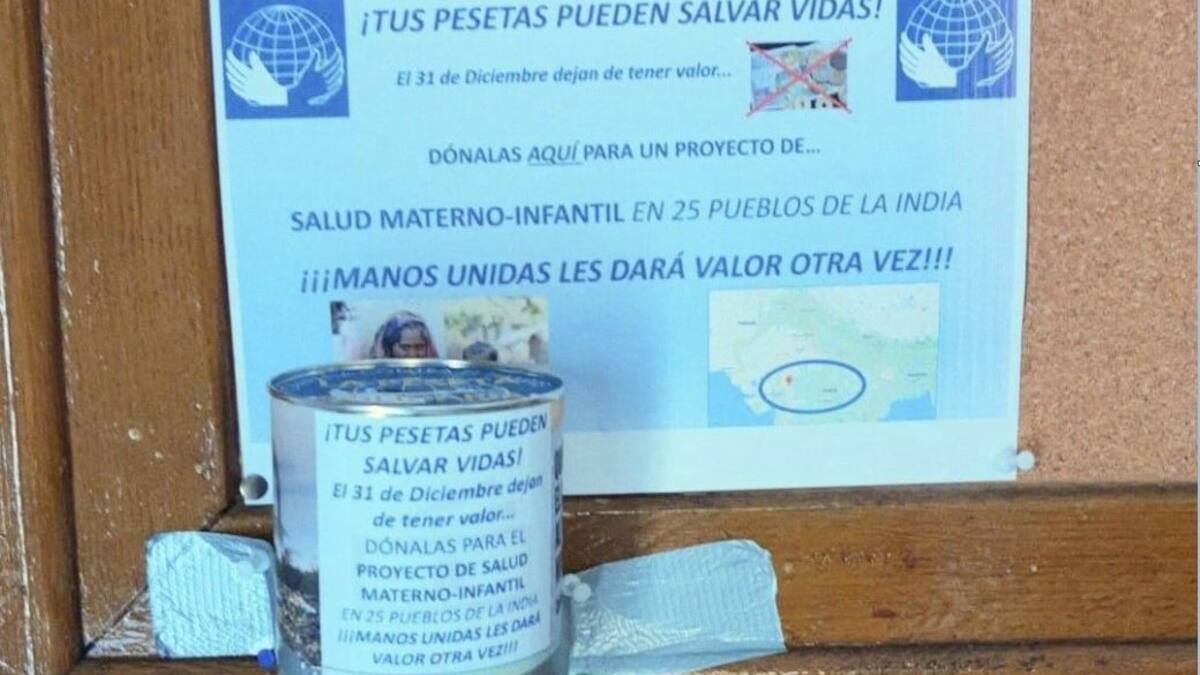 ¡TUS PESETAS PUEDEN SALVAR VIDAS!
El 31 de Diciembre dejan de tener valor...
DÓNALAS AQUÍ PARA UN PROYECTO DE...
SALUD MATERNO-INFANTIL EN 25 PUEBLOS DE LA INDIA
¡¡¡MANOS UNIDAS LES DARÁ VALOR OTRA VEZ!!!
¡TUS PESETAS PUEDEN
SALVAR VIDAS!
El 31 de Diciembre dejan
de tener valor...
DÓNALAS PARA EL
PROYECTO DE SALUD
MATERNO-INFANTIL
EN 25 PUEBLOS DE LA INDIA
¡¡¡MANOS UNIDAS LES DARÁ
VALOR OTRA VEZ!!!